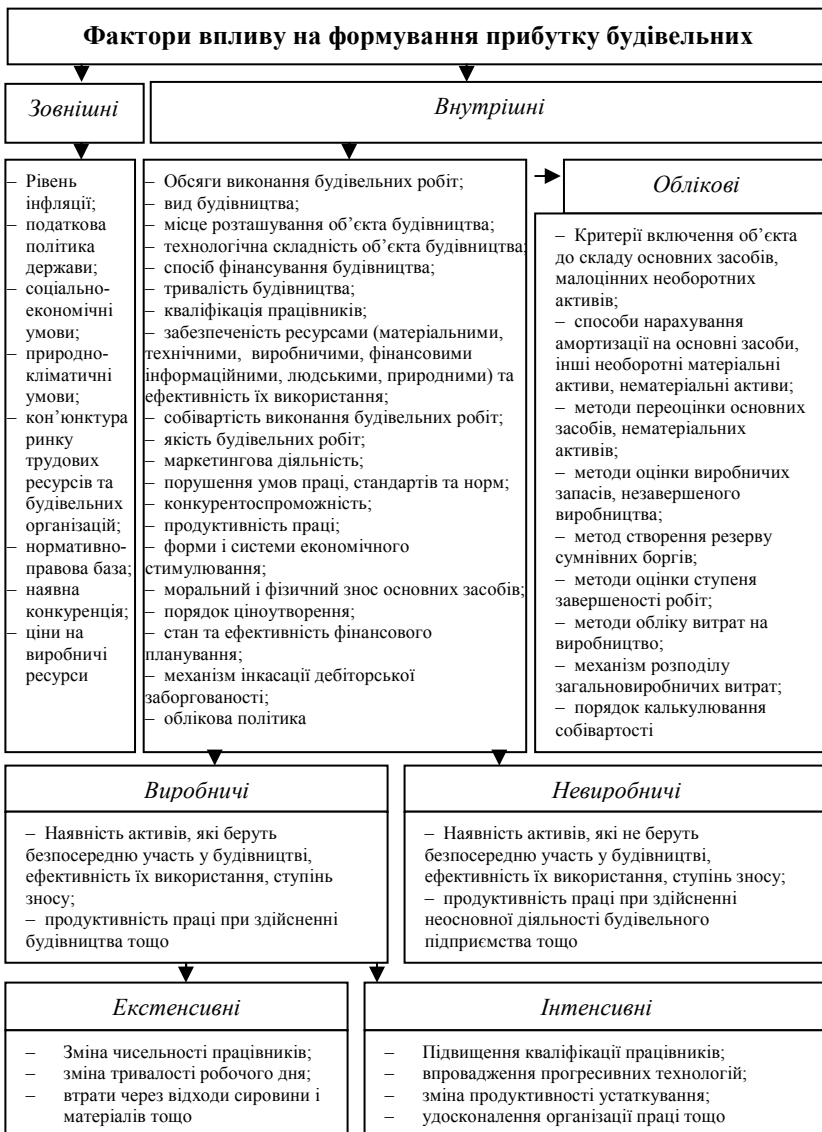 Фактори впливу на формування прибутку будівельних
Зовнішні
Внутрішні
– Рівень
інфляції;
– податкова
політика
держави;
– соціально-
економічні
умови;
– природно-
кліматичні
умови;
– кон’юнктура
ринку
трудових
ресурсів та
будівельних
організацій;
– нормативно-
правова база;
– наявна
конкуренція;
– ціни на
виробничі
ресурси
– Обсяги виконання будівельних робіт;
– вид будівництва;
– місце розташування об’єкта будівництва;
– технологічна складність об’єкта будівництва;
– спосіб фінансування будівництва;
– тривалість будівництва;
– кваліфікація працівників;
– забезпеченість ресурсами (матеріальними,
технічними, виробничими, фінансовими
інформаційними, людськими, природними) та
ефективність їх використання;
– собівартість виконання будівельних робіт;
– якість будівельних робіт;
– маркетингова діяльність;
– порушення умов праці, стандартів та норм;
– конкурентоспроможність;
– продуктивність праці;
– форми і системи економічного
стимулювання;
– моральний і фізичний знос основних засобів;
– порядок ціноутворення;
– стан та ефективність фінансового
планування;
– механізм інкасації дебіторської
заборгованості;
– облікова політика
Облікові
– Критерії включення об’єкта
до складу основних засобів,
малоцінних необоротних
активів;
– способи нарахування
амортизації на основні засоби,
інші необоротні матеріальні
активи, нематеріальні активи;
– методи переоцінки основних
засобів, нематеріальних
активів;
– методи оцінки виробничих
запасів, незавершеного
виробництва;
– метод створення резерву
сумнівних боргів;
– методи оцінки ступеня
завершеності робіт;
– методи обліку витрат на
виробництво;
– механізм розподілу
загальновиробничих витрат;
– порядок калькулювання
собівартості
Виробничі
– Наявність активів, які беруть
безпосередню участь у будівництві,
ефективність їх використання, ступінь
зносу;
– продуктивність праці при здійсненні
будівництва тощо
Невиробничі
– Наявність активів, які не беруть
безпосередню участь у будівництві,
ефективність їх використання, ступінь зносу;
– продуктивність праці при здійсненні
неосновної діяльності будівельного
підприємства тощо
Екстенсивні
– Зміна чисельності працівників;
– зміна тривалості робочого дня;
– втрати через відходи сировини і
матеріалів тощо
Інтенсивні
– Підвищення кваліфікації працівників;
– впровадження прогресивних технологій;
– зміна продуктивності устаткування;
– удосконалення організації праці тощо